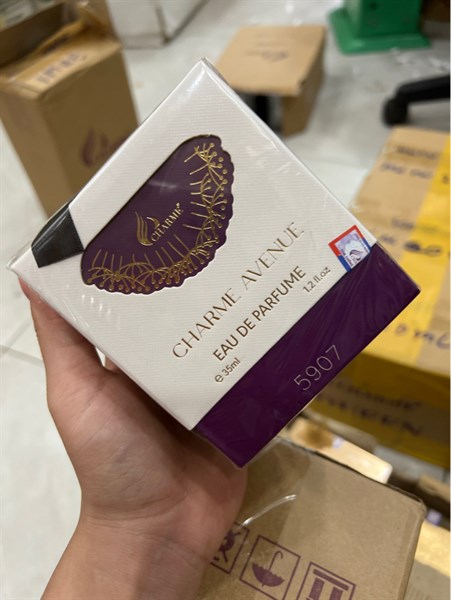 CHARME®
CHARME AVENUE
EAU DE PARFUME
℮ 35ml 1.2 fl.oz
5907